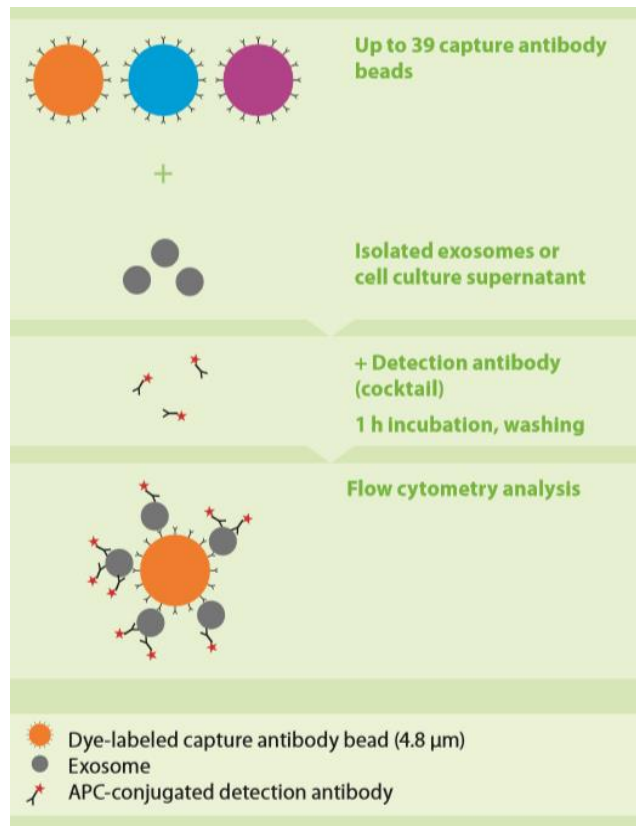 Up to 39 capture antibody
beads
+
Isolated exosomes or
cell culture supernatant
+ Detection antibody
(cocktail)
1 h incubation, washing
Flow cytometry analysis
Dye-labeled capture antibody bead (4.8 µm)
Exosome
APC-conjugated detection antibody